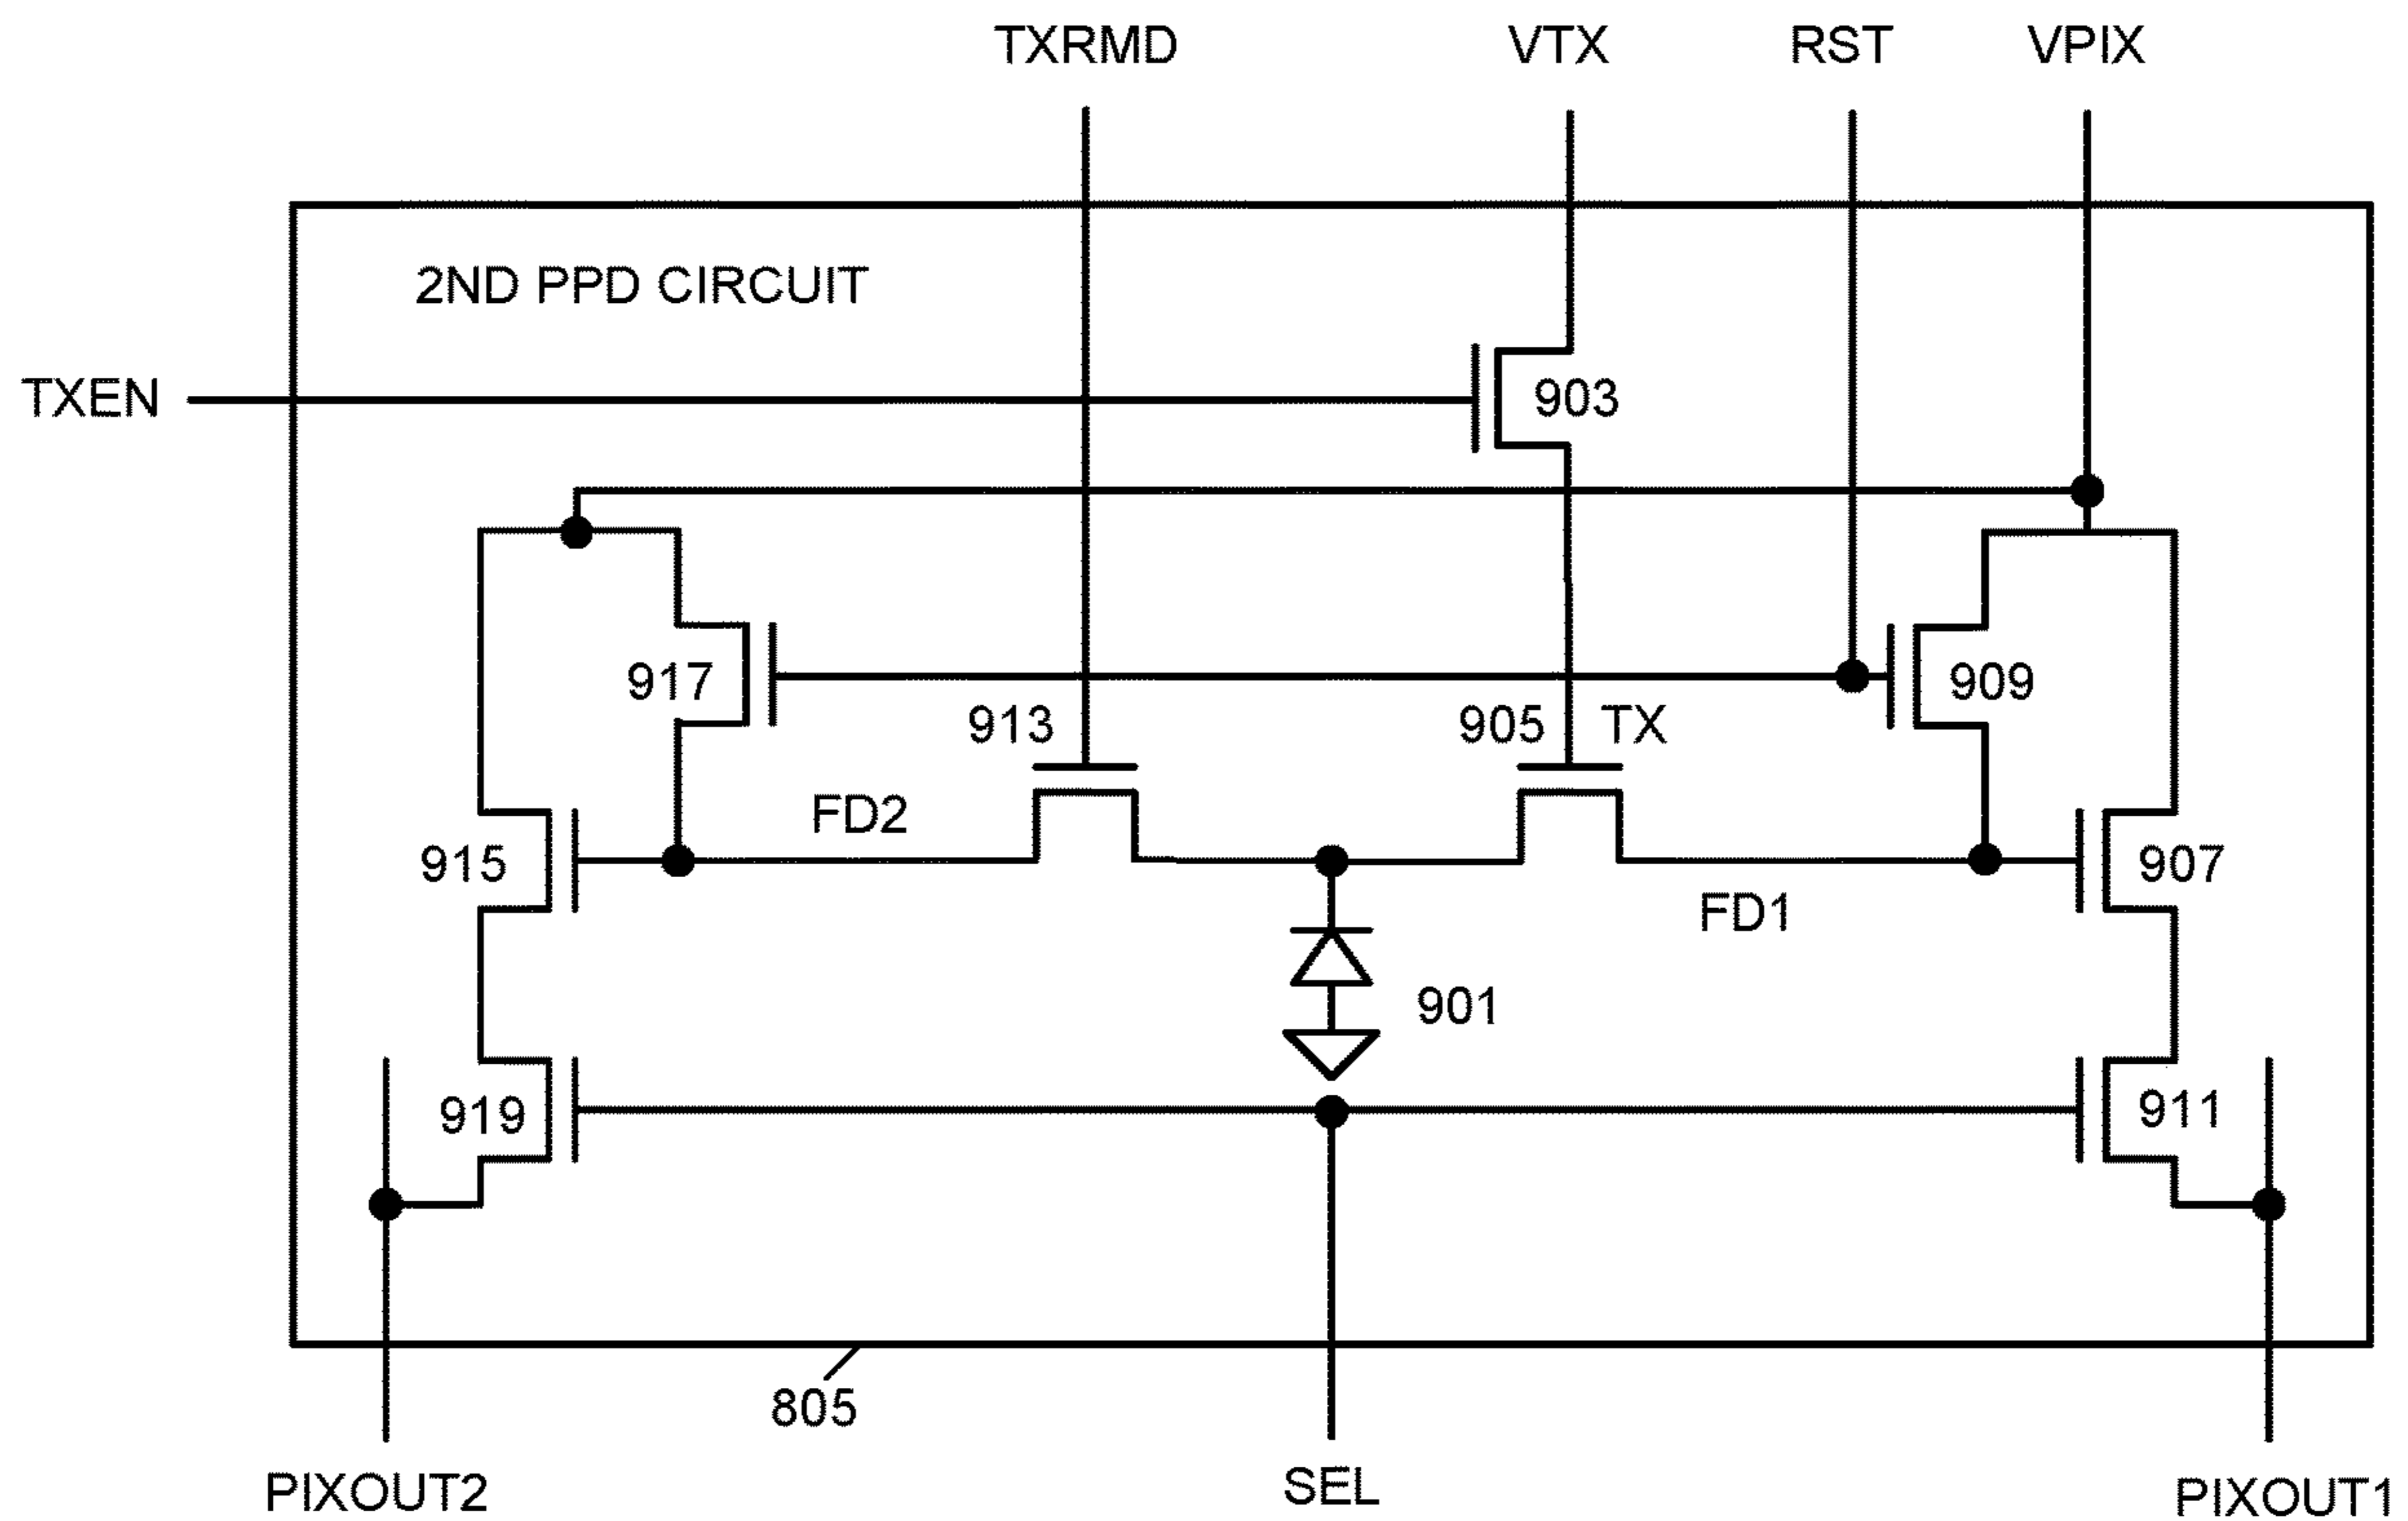 TXRMD VTX RST VPIX
2ND PPD CIRCUIT
TXEN
903
917
909
913
905
TX
FD2
915
907
FD1
901
919
911
805
PIXOUT2
SEL
PIXOUT1